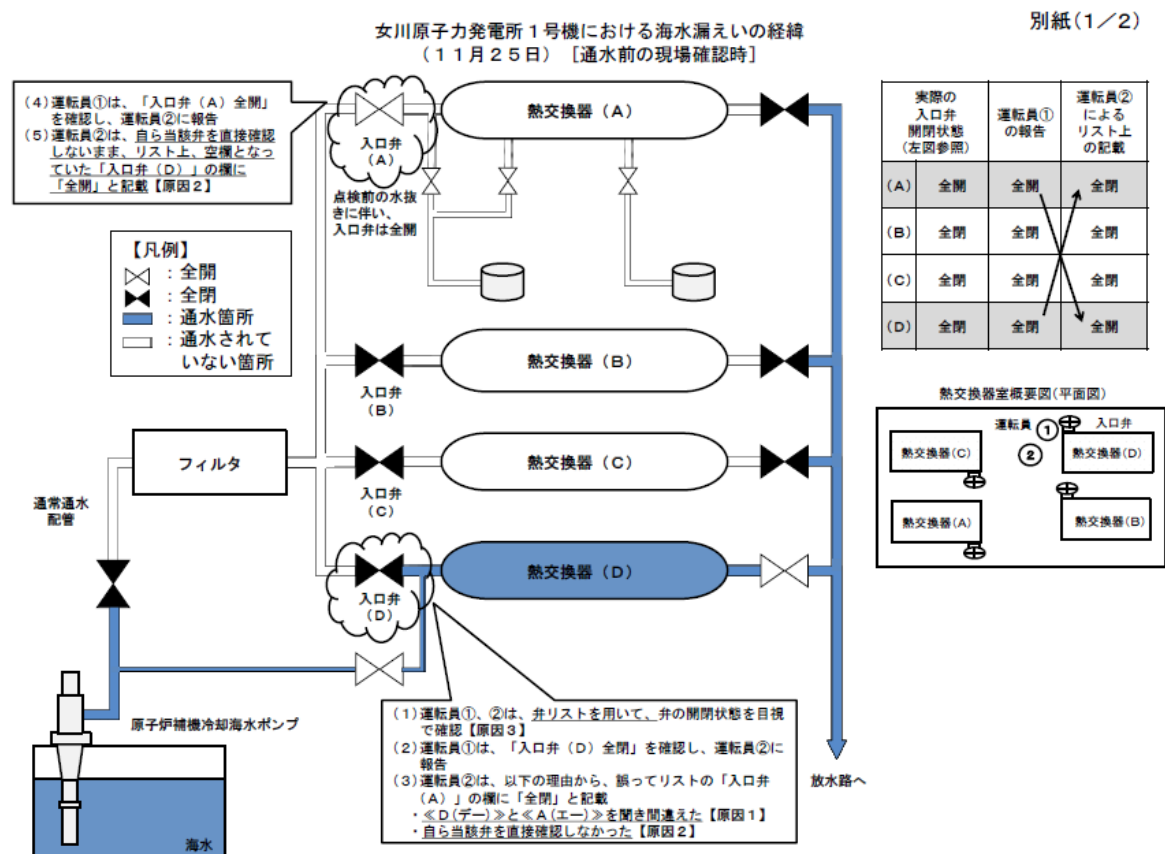 別紙(1／2)
女川原子力発電所１号機における海水漏えいの経緯
（１１月２５日）［通水前の現場確認時］
(4)運転員①は、「入口弁（A）全開」
を確認し、運転員②に報告
(5)運転員②は、自ら当該弁を直接確認
しないまま、リスト上、空欄となっ
ていた「入口弁（D）」の欄に
「全開」と記載【原因２】
入口弁
（A）
点検前の水抜
きに伴い、
入口弁は全開
熱交換器（A）
【凡例】
：全開
：全閉
：通水箇所
：通水されて
いない箇所
熱交換器（B）
入口弁
（B）
フィルタ
熱交換器（C）
入口弁
（C）
通常通水
配管
熱交換器（D）
入口弁
（D）
原子炉補機冷却海水ポンプ
海水
(1)運転員①、②は、弁リストを用いて、弁の開閉状態を目視
で確認【原因３】
(2)運転員①は、「入口弁（D）全閉」を確認し、運転員②に
報告
(3)運転員②は、以下の理由から、誤ってリストの「入口弁
（A）」の欄に「全閉」と記載
・≪D(デー)≫と≪A(エー)≫を聞き間違えた【原因１】
・自ら当該弁を直接確認しなかった【原因２】
放水路へ
実際の
入口弁
開閉状態
(左図参照)
運転員①
の報告
運転員②
による
リスト上
の記載
(A) 全開 全開 全閉
(B) 全閉 全閉 全閉
(C) 全閉 全閉 全閉
(D) 全閉 全閉 全開
熱交換器室概要図(平面図)
運転員 ① 入口弁
②
熱交換器(C)
熱交換器(D)
熱交換器(A)
熱交換器(B)